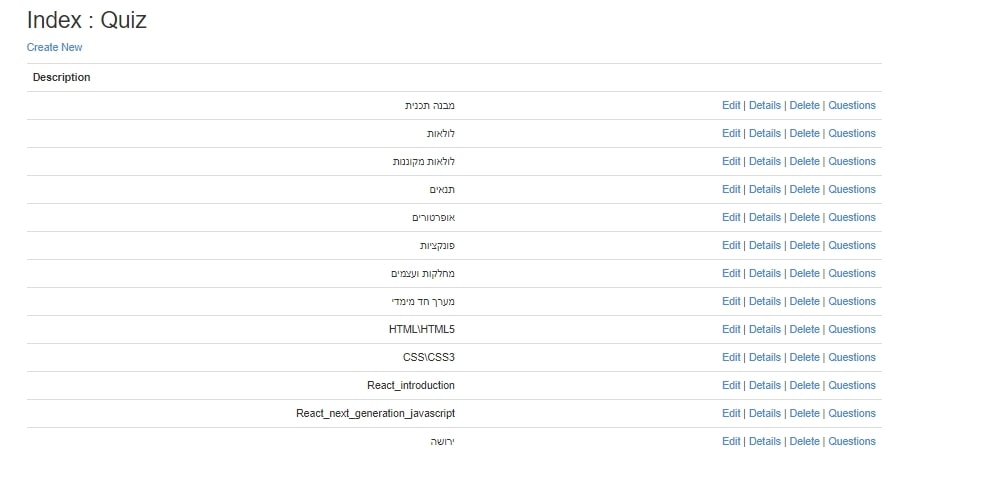 Index : Quiz
Create New
Description
מבנה תכנית Edit | Details | Delete | Questions
לולאות Edit | Details | Delete | Questions
לולאות מקוננות Edit | Details | Delete | Questions
תנאים Edit | Details | Delete | Questions
אופרטורים Edit | Details | Delete | Questions
פונקציות Edit | Details | Delete | Questions
מחלקות ועצמים Edit | Details | Delete | Questions
מערך חד מימדי Edit | Details | Delete | Questions
HTML\HTML5 Edit | Details | Delete | Questions
CSS\CSS3 Edit | Details | Delete | Questions
React_introduction Edit | Details | Delete | Questions
React_next_generation_javascript Edit | Details | Delete | Questions
ירושה Edit | Details | Delete | Questions